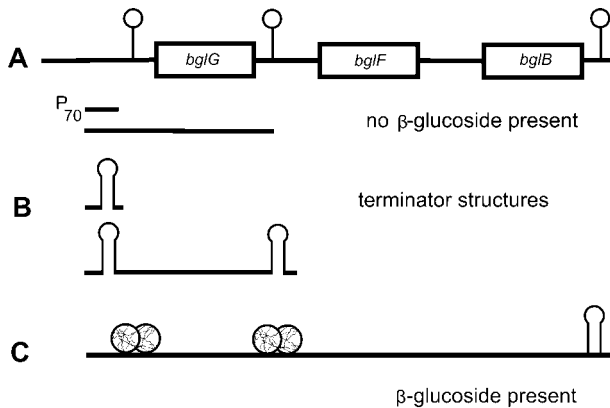 A
bglG
bglF
bglB
P70
no β-glucoside present
B
terminator structures
C
β-glucoside present